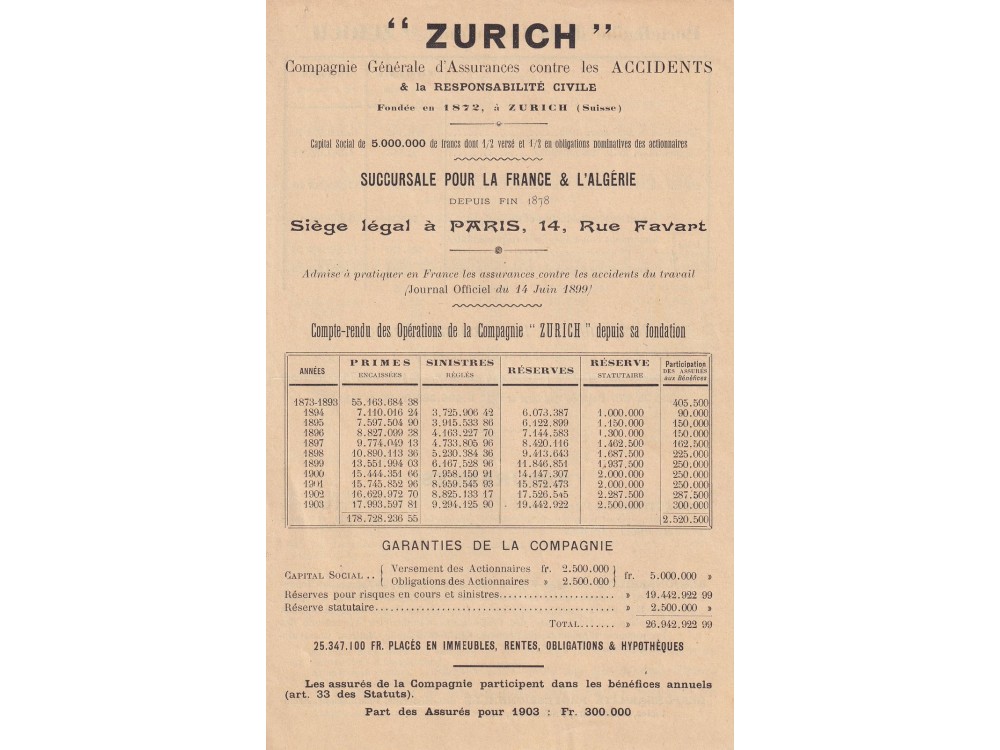 " ZURICH "
Compagnie Générale d'Assurances contre les ACCIDENTS
& la RESPONSABILITÉ CIVILE
Fondée en 1872, à ZURICH (Suisse)
Capital Social de 5.000.000 de francs dont 1/2 versé et 1/2 en obligations nominatives des actionnaires
SUCCURSALE POUR LA FRANCE & L'ALGÉRIE
DEPUIS FIN 1878
Siège légal à PARIS, 14, Rue Favart
Admise à pratiquer en France les assurances contre les accidents du travail
(Journal Officiel du 14 Juin 1899)
Compte-rendu des Opérations de la Compagnie " ZURICH " depuis sa fondation
ANNÉES PRIMES ENCAISSÉES SINISTRES RÉGLÉS RÉSERVES RÉSERVE STATUTAIRE Participation DES ASSURÉS aux Bénéfices
1873-1893 55.163.684 38 405.500
1894 7.110.016 24 3.725.906 42 6.073.387 1.000.000 90.000
1895 7.597.504 90 3.915.533 86 6.122.899 1.150.000 150.000
1896 8.827.099 38 4.163.227 70 7.144.583 1.300.000 150.000
1897 9.774.049 13 4.733.805 96 8.420.116 1.462.500 162.500
1898 10.890.113 36 5.230.384 36 9.413.643 1.687.500 225.000
1899 13.551.994 03 6.167.528 96 11.846.851 1.937.500 250.000
1900 15.444.351 66 7.958.150 91 14.147.307 2.000.000 250.000
1901 15.745.852 96 8.959.545 93 15.872.473 2.000.000 250.000
1902 16.629.972 70 8.825.133 17 17.526.545 2.287.500 287.500
1903 17.993.597 81 9.294.125 90 19.442.922 2.500.000 300.000
178.728.236 55 2.520.500
GARANTIES DE LA COMPAGNIE
CAPITAL SOCIAL .. { Versement des Actionnaires fr. 2.500.000 } fr. 5.000.000 »
Obligations des Actionnaires » 2.500.000
Réserves pour risques en cours et sinistres...................... » 19.442.922 99
Réserve statutaire............................................. » 2.500.000 »
TOTAL....... » 26.942.922 99
25.347.100 FR. PLACÉS EN IMMEUBLES, RENTES, OBLIGATIONS & HYPOTHÈQUES
Les assurés de la Compagnie participent dans les bénéfices annuels
(art. 33 des Statuts).
Part des Assurés pour 1903 : Fr. 300.000